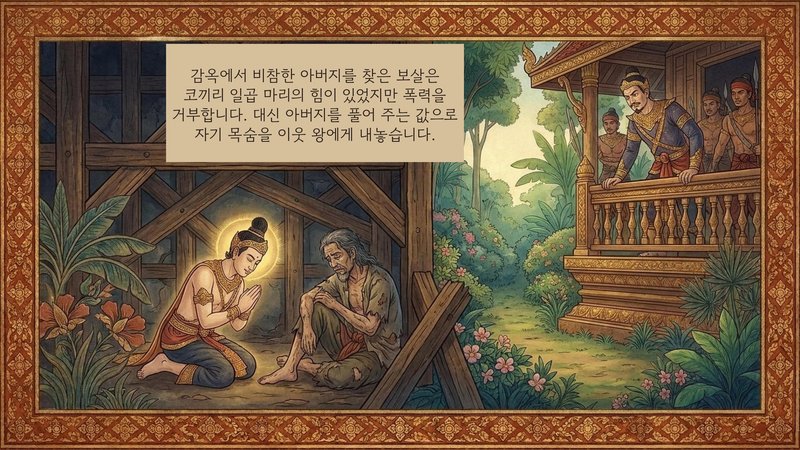 감옥에서 비참한 아버지를 찾은 보살은
코끼리 일곱 마리의 힘이 있었지만 폭력을
거부합니다. 대신 아버지를 풀어 주는 값으로
자기 목숨을 이웃 왕에게 내놓습니다.